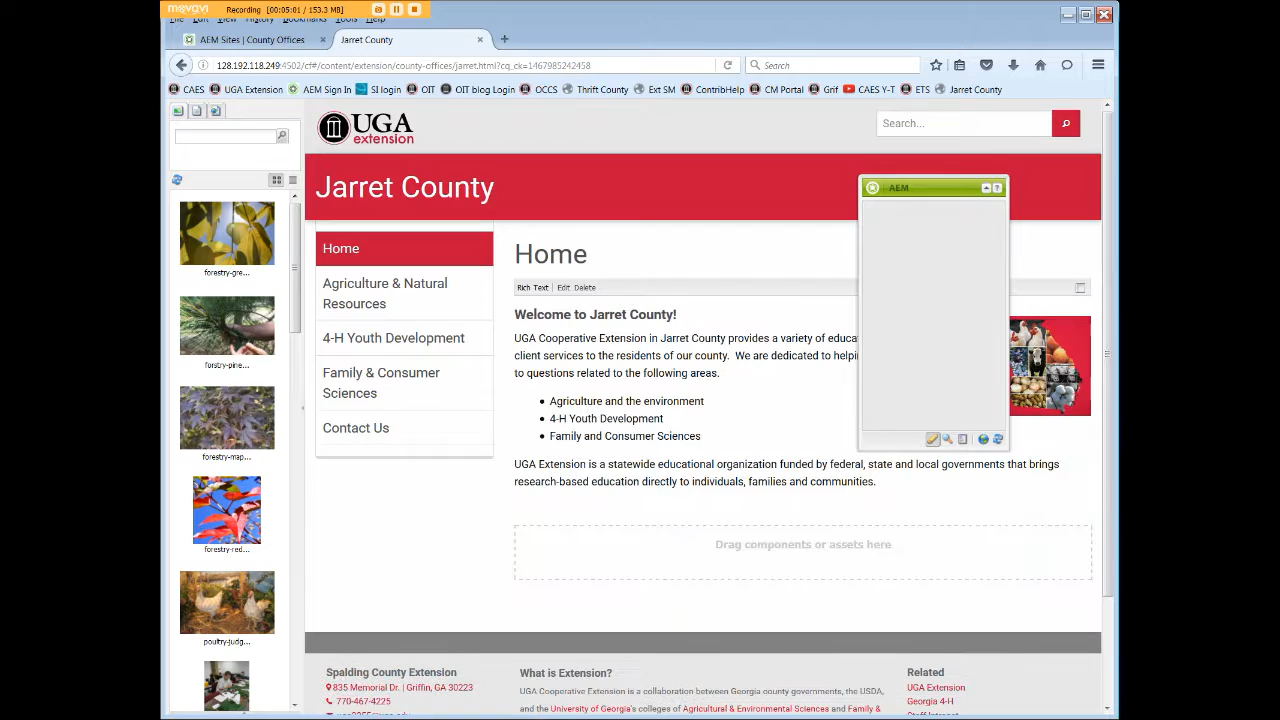 movavi Recording (00:05:01 / 153.3 MB)
File Edit View History Bookmarks Tools Help
AEM Sites | County Offices × Jarret County × +
128.192.118.249:4502/cf#/content/extension/county-offices/jarret.html?cq_ck=1467985242458 Search
CAES UGA Extension AEM Sign In SI login OIT OIT blog Login OCCS Thrift County Ext SM ContribHelp CM Portal Grif CAES Y-T ETS Jarret County
UGA
extension
Search...
Jarret County
AEM ?
Home
Agriculture & Natural
Resources
4-H Youth Development
Family & Consumer
Sciences
Contact Us
forestry-gre...
forstry-pine...
forestry-map...
forestry-red...
poultry-judg...
Home
Rich Text | Edit Delete
Welcome to Jarret County!
UGA Cooperative Extension in Jarret County provides a variety of educa
client services to the residents of our county. We are dedicated to helpi
to questions related to the following areas.
• Agriculture and the environment
• 4-H Youth Development
• Family and Consumer Sciences
UGA Extension is a statewide educational organization funded by federal, state and local governments that brings
research-based education directly to individuals, families and communities.
Drag components or assets here
Spalding County Extension
835 Memorial Dr. | Griffin, GA 30223
770-467-4225
What is Extension?
UGA Cooperative Extension is a collaboration between Georgia county governments, the USDA,
and the University of Georgia's colleges of Agricultural & Environmental Sciences and Family &
Related
UGA Extension
Georgia 4-H